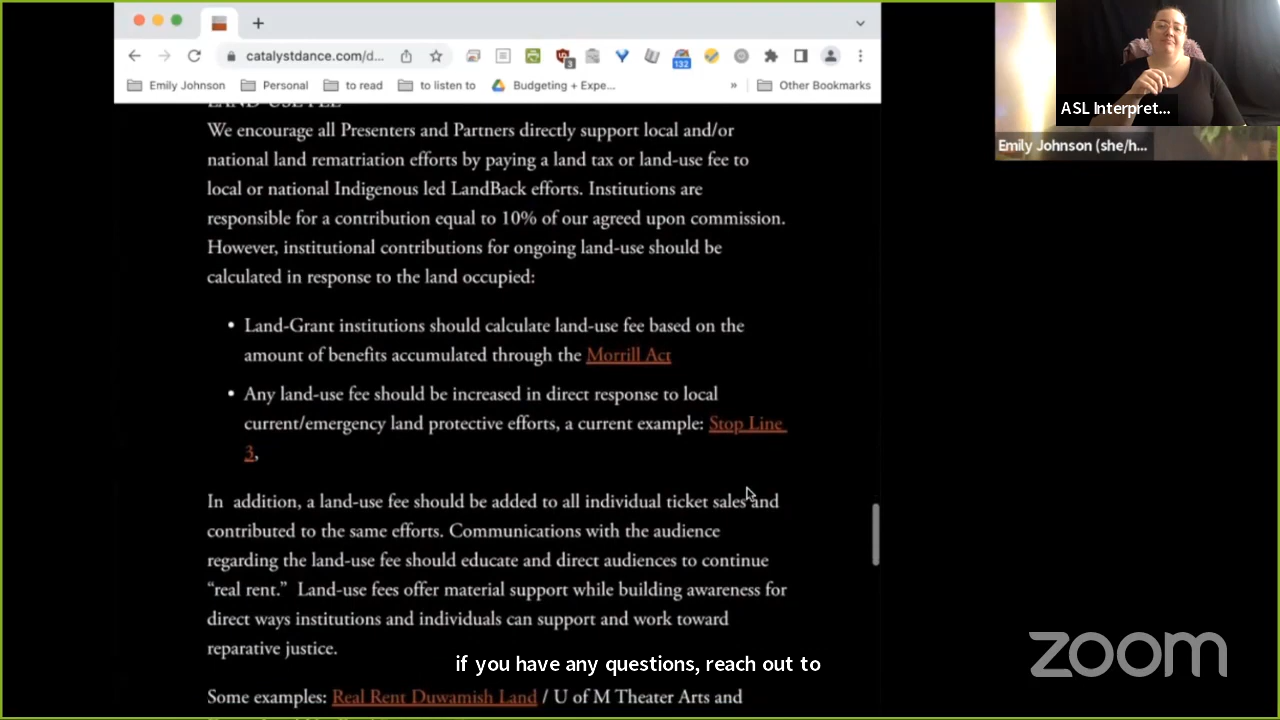 catalystdance.com/d...
3
132
Emily Johnson
Personal
to read
to listen to
Budgeting + Expe...
»
Other Bookmarks
LAND-USE FEE
We encourage all Presenters and Partners directly support local and/or
national land rematriation efforts by paying a land tax or land-use fee to
local or national Indigenous led LandBack efforts. Institutions are
responsible for a contribution equal to 10% of our agreed upon commission.
However, institutional contributions for ongoing land-use should be
calculated in response to the land occupied:
• Land-Grant institutions should calculate land-use fee based on the
amount of benefits accumulated through the Morrill Act
• Any land-use fee should be increased in direct response to local
current/emergency land protective efforts, a current example: Stop Line
3,
In  addition, a land-use fee should be added to all individual ticket sales and
contributed to the same efforts. Communications with the audience
regarding the land-use fee should educate and direct audiences to continue
“real rent.”  Land-use fees offer material support while building awareness for
direct ways institutions and individuals can support and work toward
reparative justice.
if you have any questions, reach out to
Some examples: Real Rent Duwamish Land / U of M Theater Arts and
ASL Interpret...
Emily Johnson (she/h...
zoom